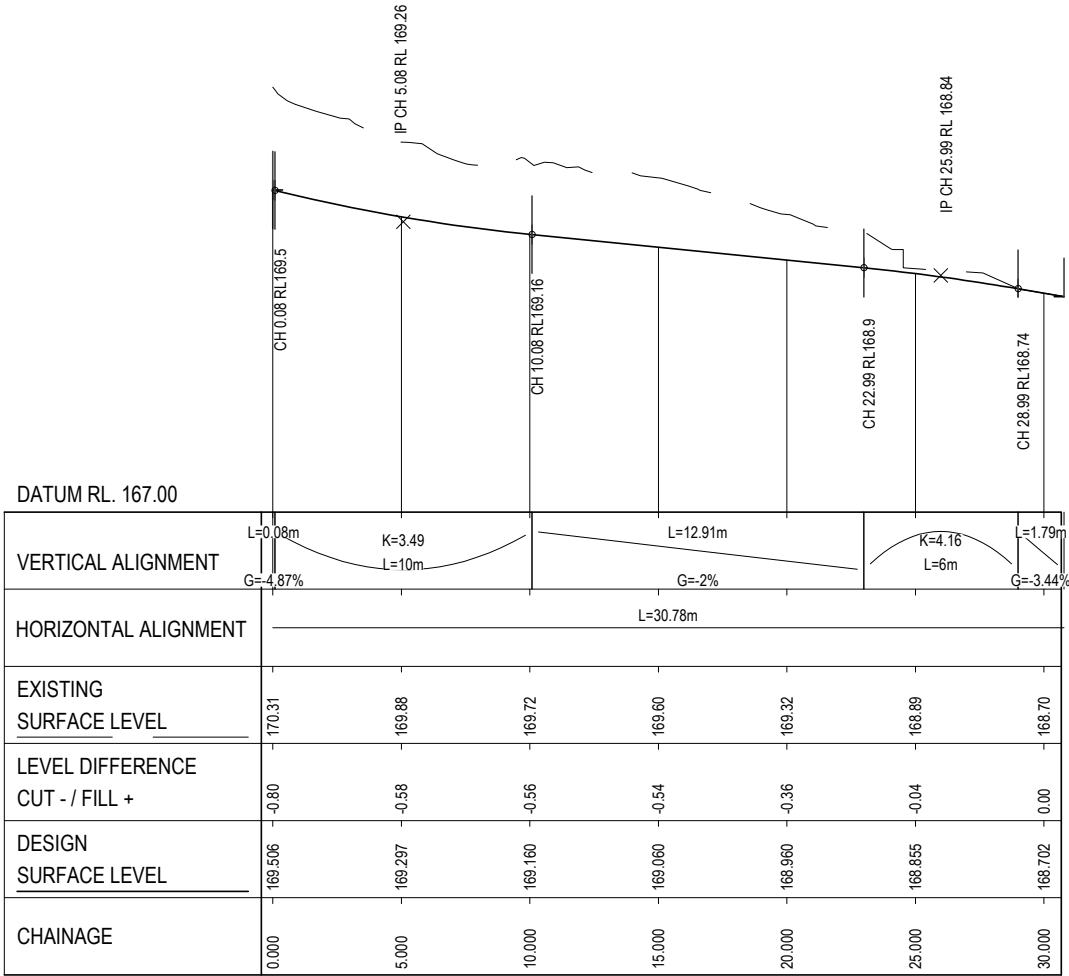 IP CH 5.08 RL 169.26
IP CH 25.99 RL 168.84
CH 0.08 RL169.5
CH 10.08 RL169.16
CH 22.99 RL168.9
CH 28.99 RL168.74
DATUM RL. 167.00
VERTICAL ALIGNMENT
L=0.08m
G=-4.87%
K=3.49
L=10m
L=12.91m
G=-2%
K=4.16
L=6m
L=1.79m
G=-3.44%
HORIZONTAL ALIGNMENT
L=30.78m
EXISTING
SURFACE LEVEL
170.31 169.88 169.72 169.60 169.32 168.89 168.70
LEVEL DIFFERENCE
CUT - / FILL +
-0.80 -0.58 -0.56 -0.54 -0.36 -0.04 0.00
DESIGN
SURFACE LEVEL
169.506 169.297 169.160 169.060 168.960 168.855 168.702
CHAINAGE
0.000 5.000 10.000 15.000 20.000 25.000 30.000